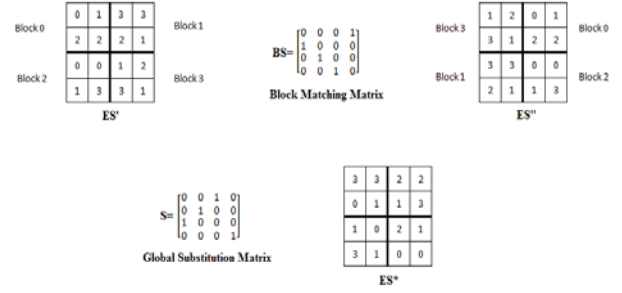 Block 0
0 1 3 3
2 2 2 1
Block 1
Block 2
0 0 1 2
1 3 3 1
Block 3
ES'
BS= [0 0 0 1
1 0 0 0
0 1 0 0
0 0 1 0]
Block Matching Matrix
Block 3
1 2 0 1
3 1 2 2
Block 0
Block 1
3 3 0 0
2 1 1 3
Block 2
ES"
S= [0 0 1 0
0 1 0 0
1 0 0 0
0 0 0 1]
Global Substitution Matrix
3 3 2 2
0 1 1 3
1 0 2 1
3 1 0 0
ES*